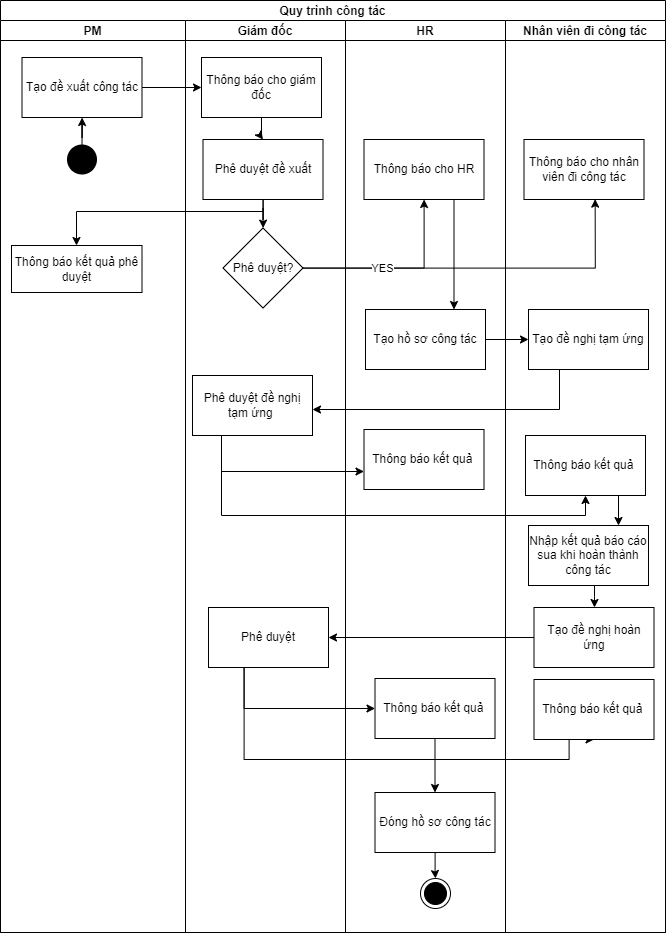 Quy trình công tác
PM
Giám đốc
HR
Nhân viên đi công tác
Tạo đề xuất công tác
Thông báo cho giám
đốc
Phê duyệt đề xuất
Thông báo cho HR
Thông báo cho nhân
viên đi công tác
Thông báo kết quả phê
duyệt
Phê duyệt?
YES
Tạo hồ sơ công tác
Tạo đề nghị tạm ứng
Phê duyệt đề nghị
tạm ứng
Thông báo kết quả
Thông báo kết quả
Nhập kết quả báo cáo
sua khi hoàn thành
công tác
Phê duyệt
Tạo đề nghị hoàn
ứng
Thông báo kết quả
Thông báo kết quả
Đóng hồ sơ công tác